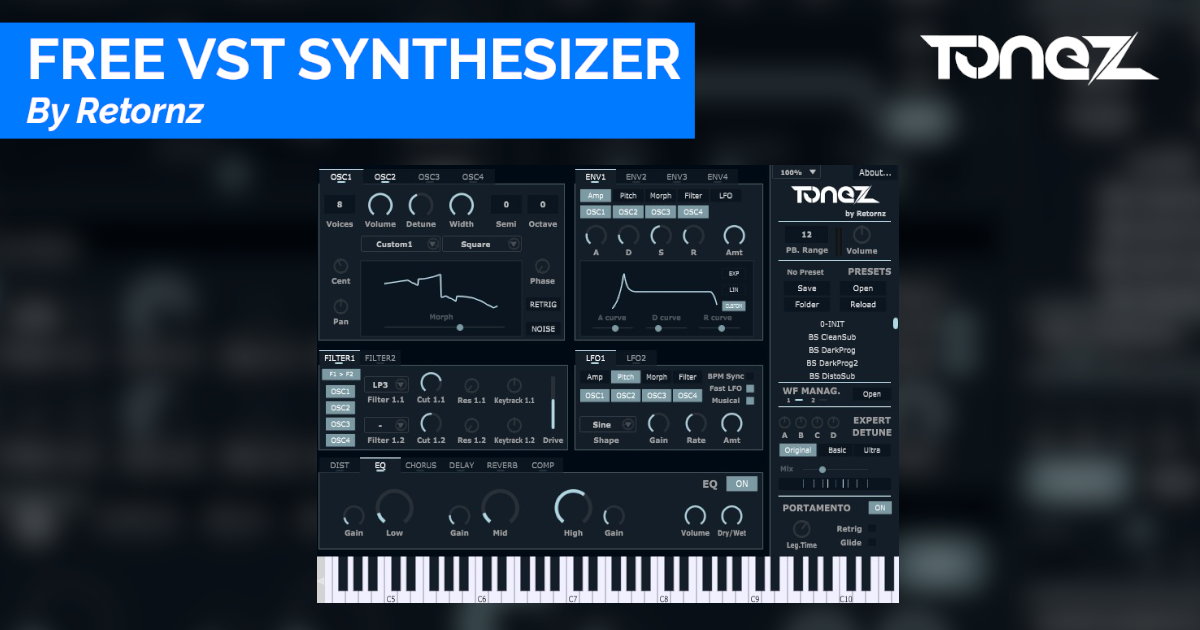 FREE VST SYNTHESIZER
By Retornz
TONEZ
OSC1 OSC2 OSC3 OSC4
8 0 0
Voices Volume Detune Width Semi Octave
Custom1 Square
Cent Phase
RETRIG
Pan Morph NOISE
ENV1 ENV2 ENV3 ENV4
Amp Pitch Morph Filter LFO
OSC1 OSC2 OSC3 OSC4
A D S R Amt
EXP
LIN
CUSTOM
A curve D curve R curve
FILTER1 FILTER2
F1 > F2
OSC1
OSC2
OSC3
OSC4
LP3
Filter 1.1 Cut 1.1 Res 1.1 Keytrack 1.1
-
Filter 1.2 Cut 1.2 Res 1.2 Keytrack 1.2 Drive
LFO1 LFO2
Amp Pitch Morph Filter BPM Sync
Fast LFO
OSC1 OSC2 OSC3 OSC4 Musical
Sine
Shape Gain Rate Amt
DIST EQ CHORUS DELAY REVERB COMP
EQ ON
Gain Low Gain Mid High Gain Volume Dry/Wet
100% About...
TONEZ
by Retornz
12
PB. Range Volume
No Preset PRESETS
Save Open
Folder Reload
0-INIT
BS CleanSub
BS DarkProg
BS DarkProg2
BS DistoSub
WF MANAG. Open
1 2
EXPERT
A B C D DETUNE
Original Basic Ultra
Mix
PORTAMENTO ON
Retrig
Leg.Time Glide
C5 C6 C7 C8 C9 C10